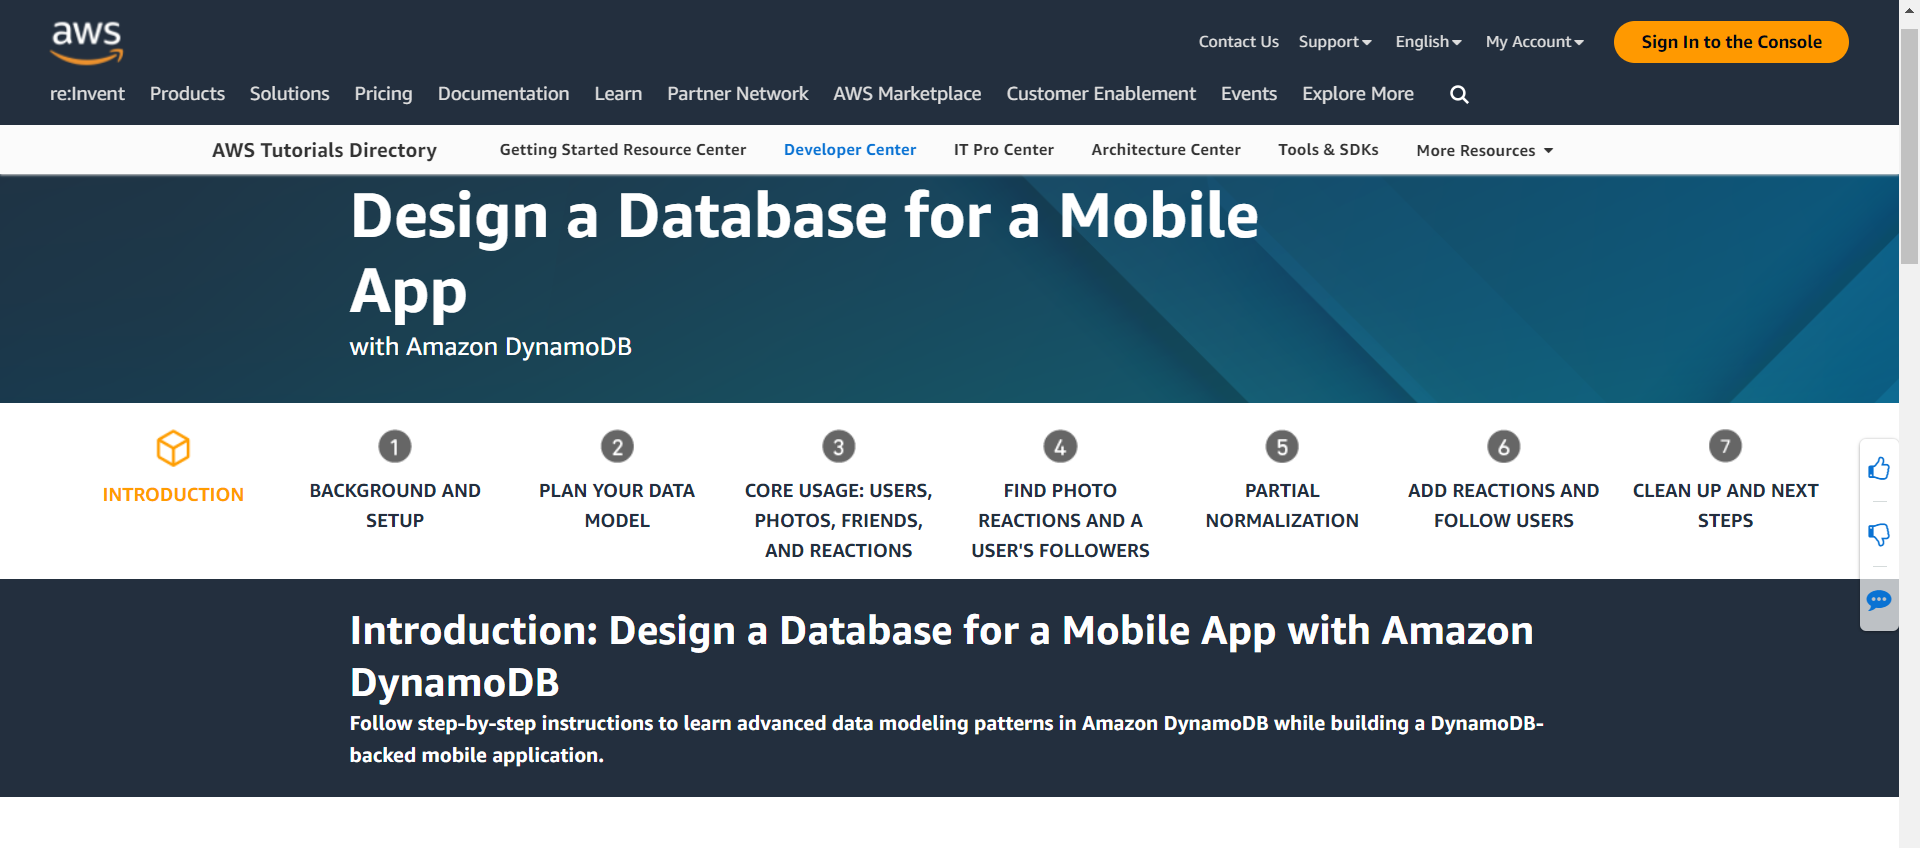 aws
Contact Us Support English My Account Sign In to the Console
re:Invent Products Solutions Pricing Documentation Learn Partner Network AWS Marketplace Customer Enablement Events Explore More
AWS Tutorials Directory Getting Started Resource Center Developer Center IT Pro Center Architecture Center Tools & SDKs More Resources
Design a Database for a Mobile
App
with Amazon DynamoDB
INTRODUCTION
1
BACKGROUND AND
SETUP
2
PLAN YOUR DATA
MODEL
3
CORE USAGE: USERS,
PHOTOS, FRIENDS,
AND REACTIONS
4
FIND PHOTO
REACTIONS AND A
USER'S FOLLOWERS
5
PARTIAL
NORMALIZATION
6
ADD REACTIONS AND
FOLLOW USERS
7
CLEAN UP AND NEXT
STEPS
Introduction: Design a Database for a Mobile App with Amazon
DynamoDB
Follow step-by-step instructions to learn advanced data modeling patterns in Amazon DynamoDB while building a DynamoDB-
backed mobile application.